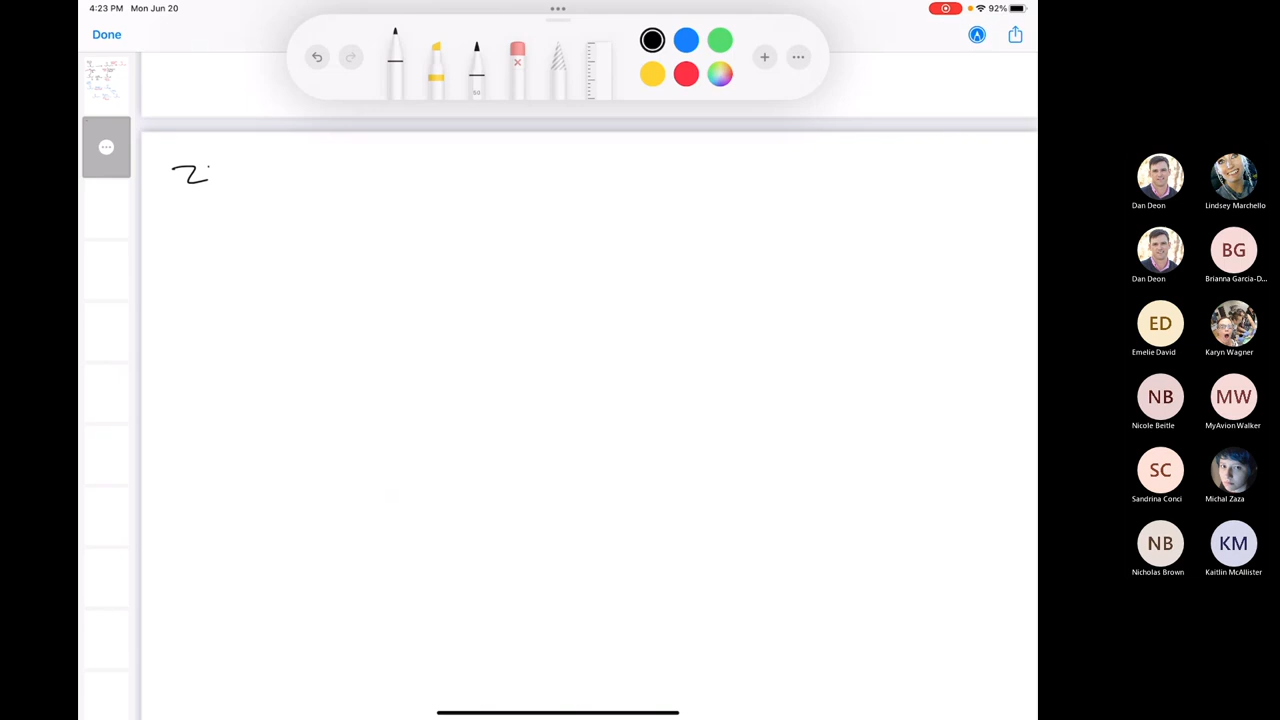 4:23 PM Mon Jun 20
92%
Done
60
Dan Deon
Lindsey Marchello
Dan Deon
BG
Brianna Garcia-D...
ED
Emelie David
Karyn Wagner
NB
Nicole Beitle
MW
MyAvion Walker
SC
Sandrina Conci
Michal Zaza
NB
Nicholas Brown
KM
Kaitlin McAllister